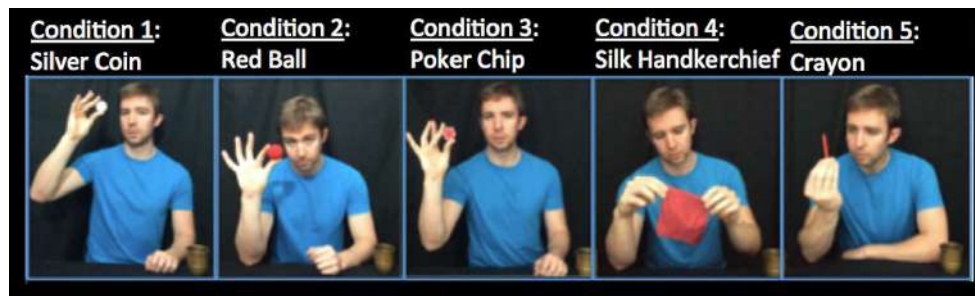 Condition 1:
Silver Coin
Condition 2:
Red Ball
Condition 3:
Poker Chip
Condition 4:
Silk Handkerchief
Condition 5:
Crayon